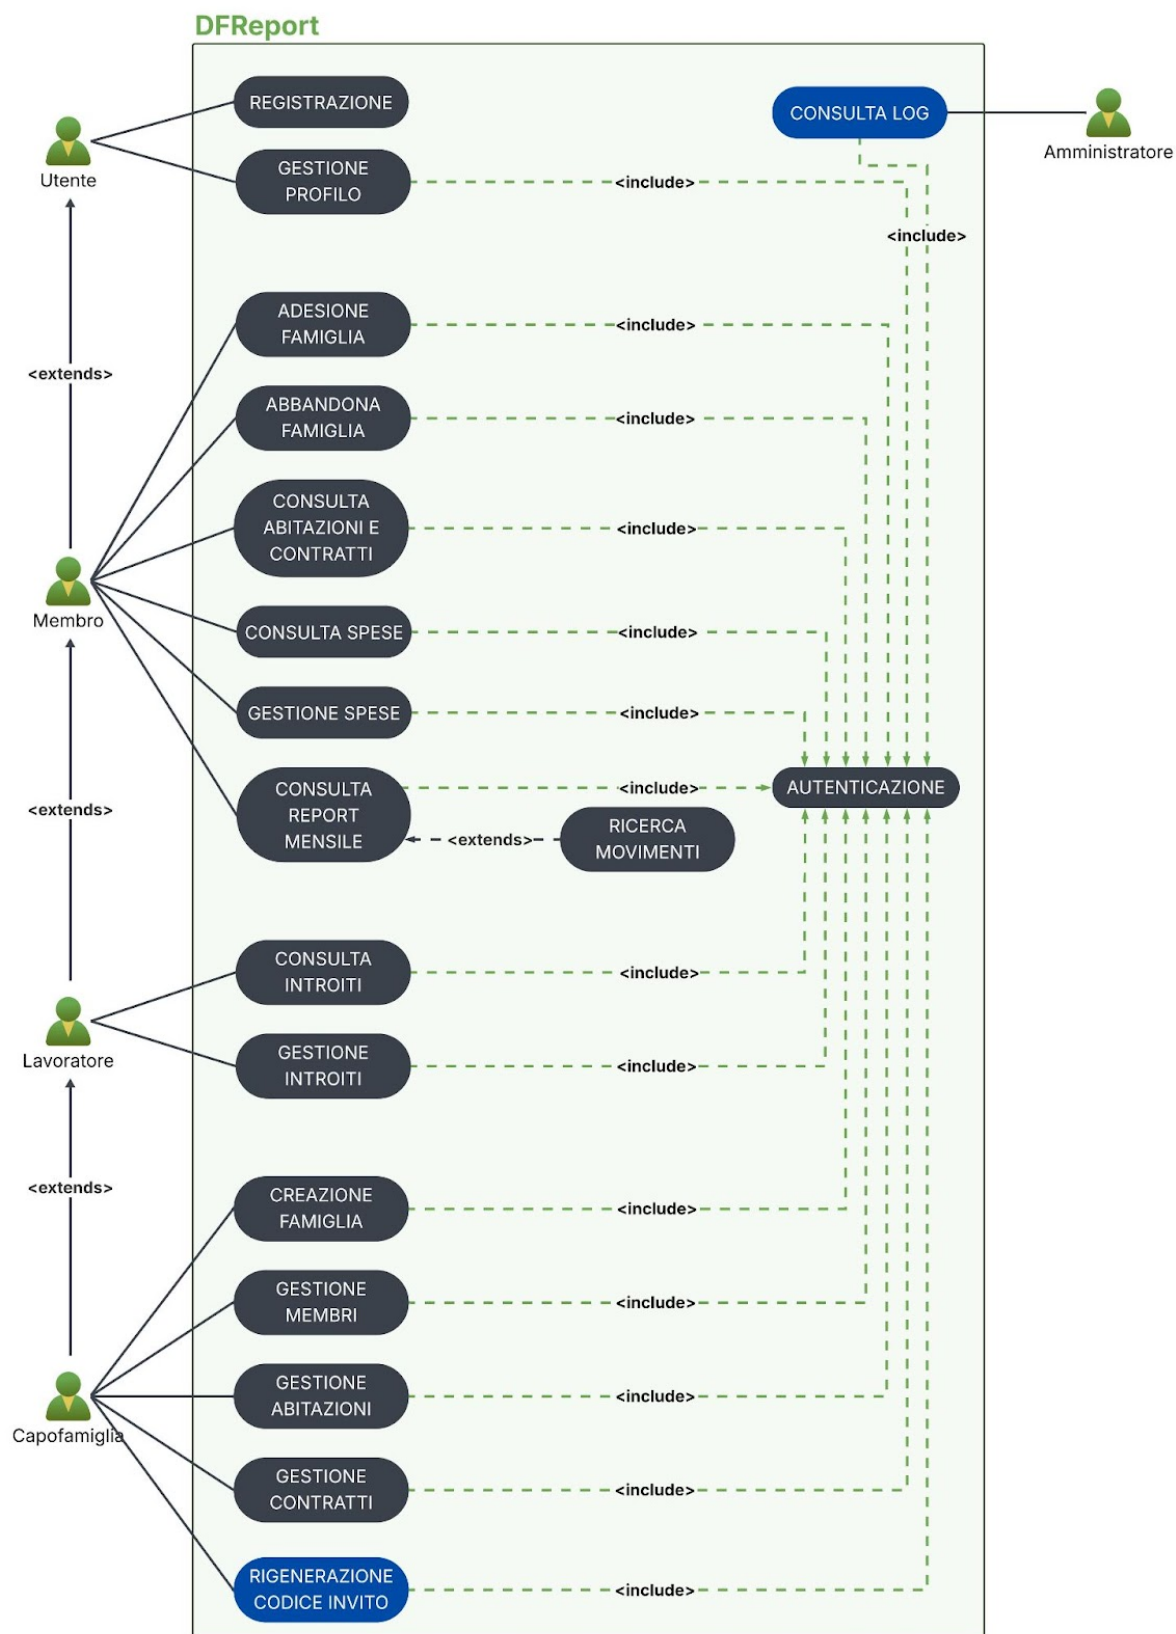 DFReport
REGISTRAZIONE
CONSULTA LOG
Utente
Amministratore
GESTIONE
PROFILO
<include>
<include>
ADESIONE
FAMIGLIA
<include>
<extends>
ABBANDONA
FAMIGLIA
<include>
CONSULTA
ABITAZIONI E
CONTRATTI
<include>
Membro
CONSULTA SPESE
<include>
GESTIONE SPESE
<include>
CONSULTA
REPORT
MENSILE
<include>
AUTENTICAZIONE
<extends>
<extends>
RICERCA
MOVIMENTI
CONSULTA
INTROITI
<include>
Lavoratore
GESTIONE
INTROITI
<include>
<extends>
CREAZIONE
FAMIGLIA
<include>
GESTIONE
MEMBRI
<include>
Capofamiglia
GESTIONE
ABITAZIONI
<include>
GESTIONE
CONTRATTI
<include>
RIGENERAZIONE
CODICE INVITO
<include>